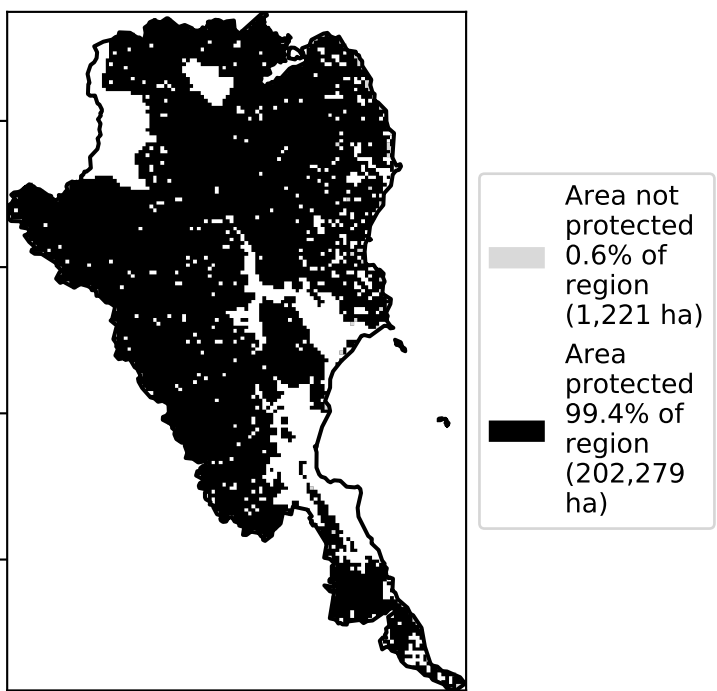 Area not
protected
0.6% of
region
(1,221 ha)
Area
protected
99.4% of
region
(202,279
ha)